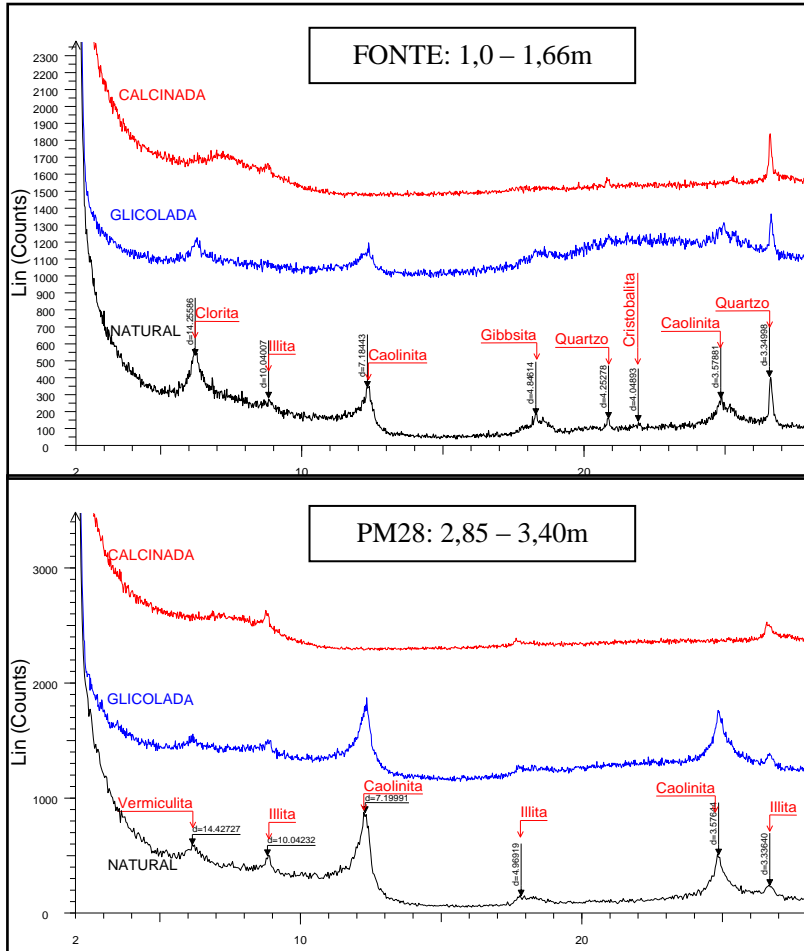 FONTE: 1,0 – 1,66m
Lin (Counts)
2300
2200
2100
2000
1900
1800
1700
1600
1500
1400
1300
1200
1100
1000
900
800
700
600
500
400
300
200
100
0
CALCINADA
GLICOLADA
NATURAL
d=14.25586
Clorita
d=10.04007
Illita
d=7.18443
Caolinita
Gibbsita
d=4.84614
Quartzo
d=4.25278
Cristobalita
d=4.04893
Caolinita
d=3.57881
Quartzo
d=3.34998
2
10
20
PM28: 2,85 – 3,40m
Lin (Counts)
3000
2000
1000
0
CALCINADA
GLICOLADA
NATURAL
Vermiculita
d=14.42727
Illita
d=10.04232
Caolinita
d=7.19991
Illita
d=4.96919
Caolinita
d=3.57644
Illita
d=3.33640
2
10
20